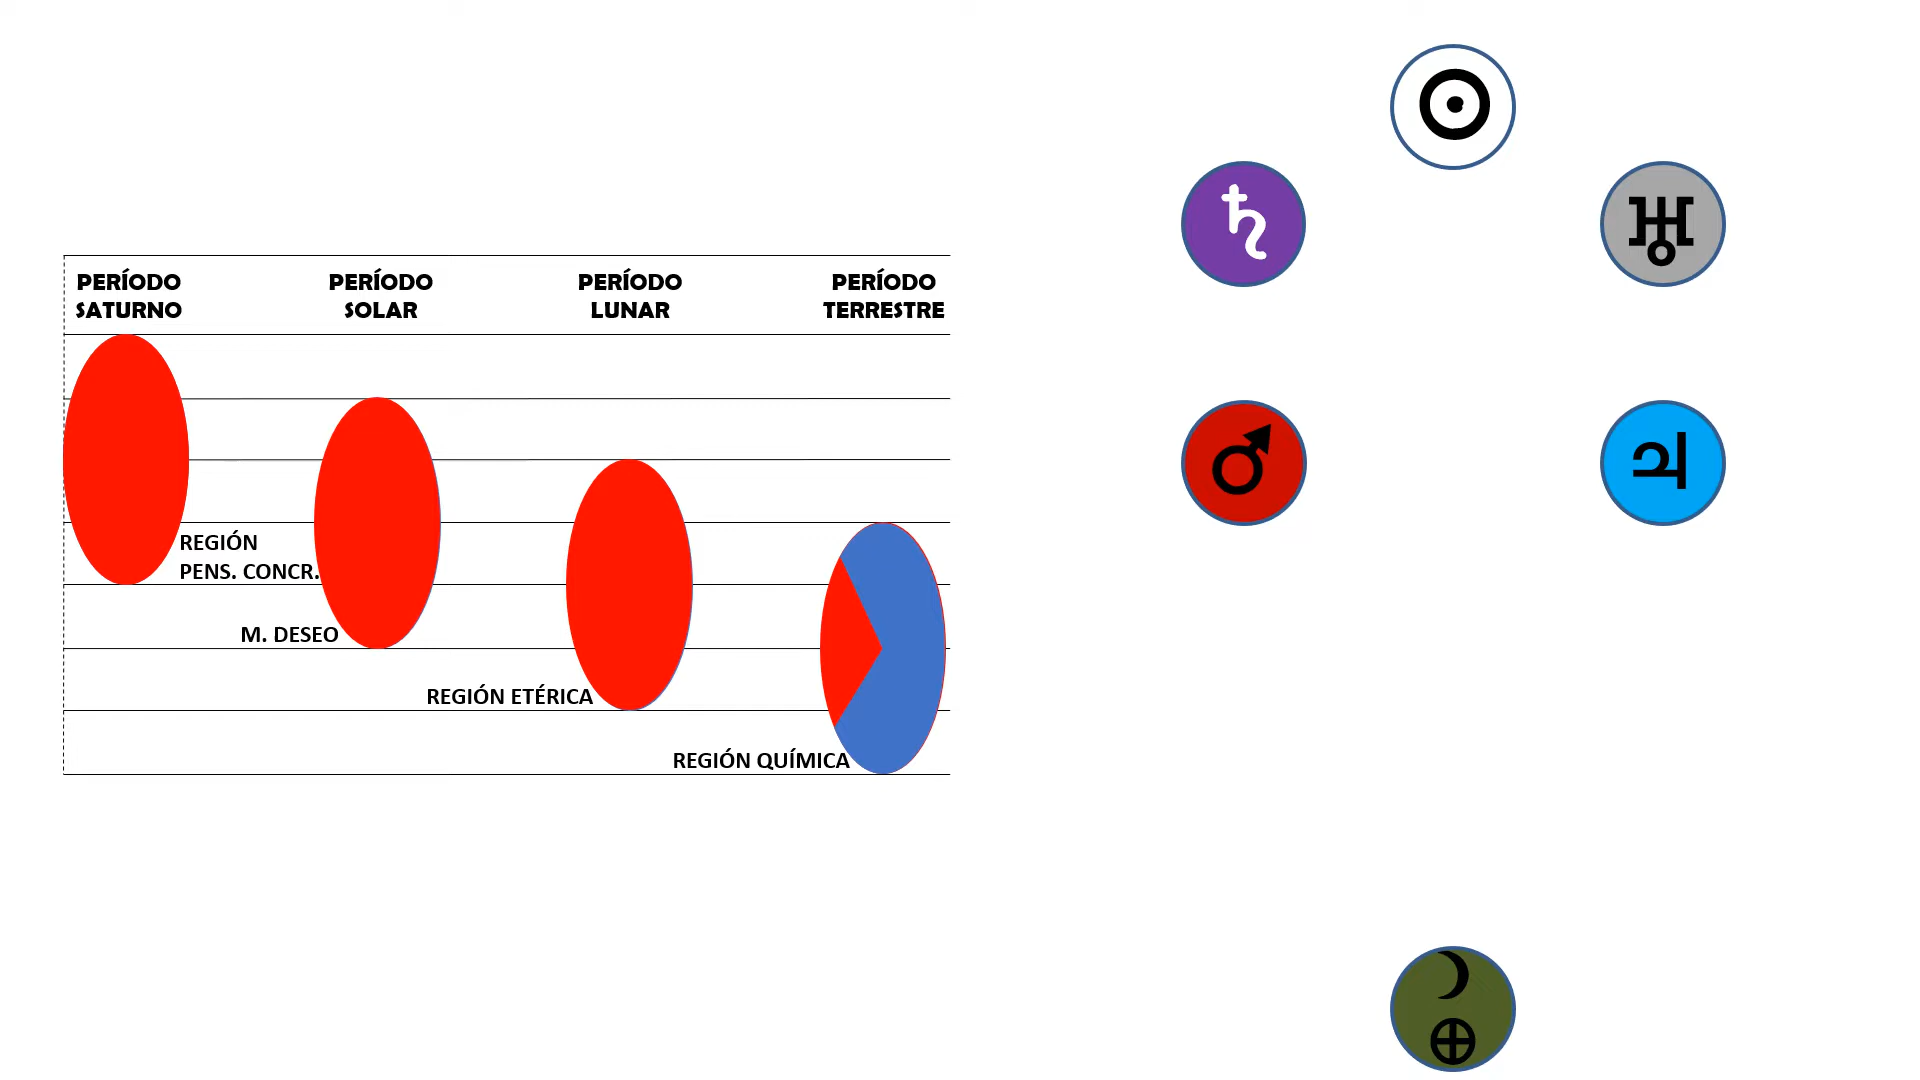 PERÍODO
SATURNO
PERÍODO
SOLAR
PERÍODO
LUNAR
PERÍODO
TERRESTRE
REGIÓN
PENS. CONCR.
M. DESEO
REGIÓN ETÉRICA
REGIÓN QUÍMICA